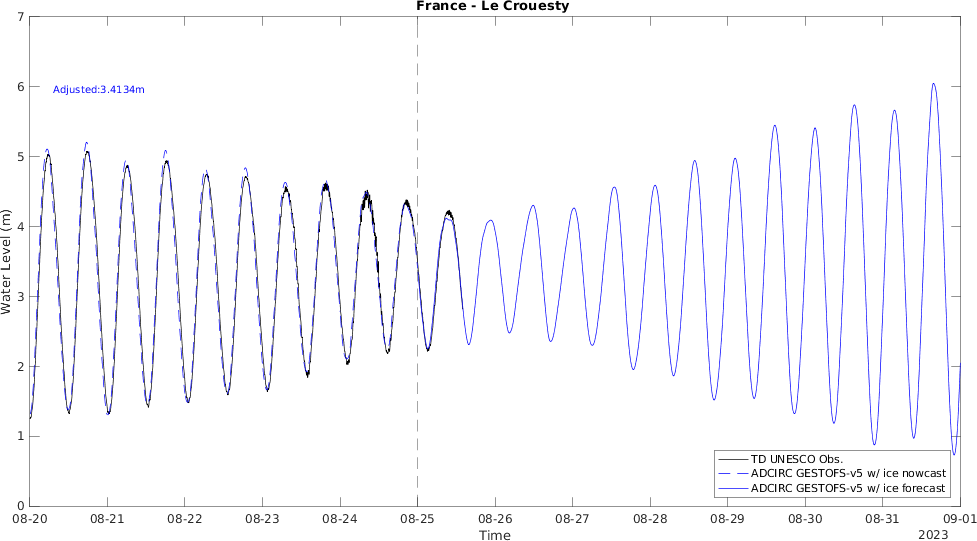 France - Le Crouesty
7
6
5
4
3
2
1
0
Water Level (m)
Adjusted:3.4134m
TD UNESCO Obs.
ADCIRC GESTOFS-v5 w/ ice nowcast
ADCIRC GESTOFS-v5 w/ ice forecast
08-20 08-21 08-22 08-23 08-24 08-25 08-26 08-27 08-28 08-29 08-30 08-31 09-01
Time
2023